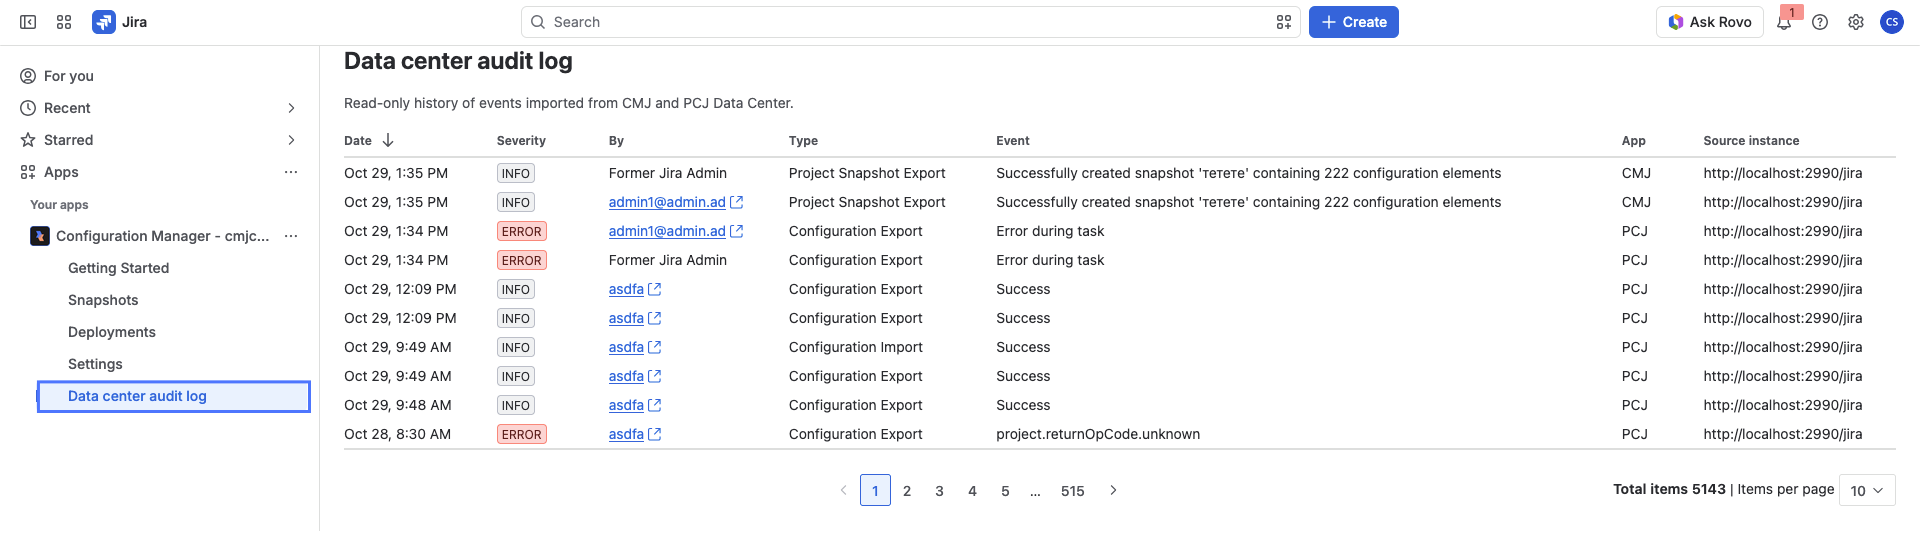 Jira
Search
Create
Ask Rovo
1
CS
For you
Recent
Starred
Apps
Your apps
Configuration Manager - cmjc...
Getting Started
Snapshots
Deployments
Settings
Data center audit log
Data center audit log
Read-only history of events imported from CMJ and PCJ Data Center.
Date Severity By Type Event App Source instance
Oct 29, 1:35 PM INFO Former Jira Admin Project Snapshot Export Successfully created snapshot 'тетете' containing 222 configuration elements CMJ http://localhost:2990/jira
Oct 29, 1:35 PM INFO admin1@admin.ad Project Snapshot Export Successfully created snapshot 'тетете' containing 222 configuration elements CMJ http://localhost:2990/jira
Oct 29, 1:34 PM ERROR admin1@admin.ad Configuration Export Error during task PCJ http://localhost:2990/jira
Oct 29, 1:34 PM ERROR Former Jira Admin Configuration Export Error during task PCJ http://localhost:2990/jira
Oct 29, 12:09 PM INFO asdfa Configuration Export Success PCJ http://localhost:2990/jira
Oct 29, 12:09 PM INFO asdfa Configuration Export Success PCJ http://localhost:2990/jira
Oct 29, 9:49 AM INFO asdfa Configuration Import Success PCJ http://localhost:2990/jira
Oct 29, 9:49 AM INFO asdfa Configuration Export Success PCJ http://localhost:2990/jira
Oct 29, 9:48 AM INFO asdfa Configuration Export Success PCJ http://localhost:2990/jira
Oct 28, 8:30 AM ERROR asdfa Configuration Export project.returnOpCode.unknown PCJ http://localhost:2990/jira
1 2 3 4 5 ... 515
Total items 5143 | Items per page 10